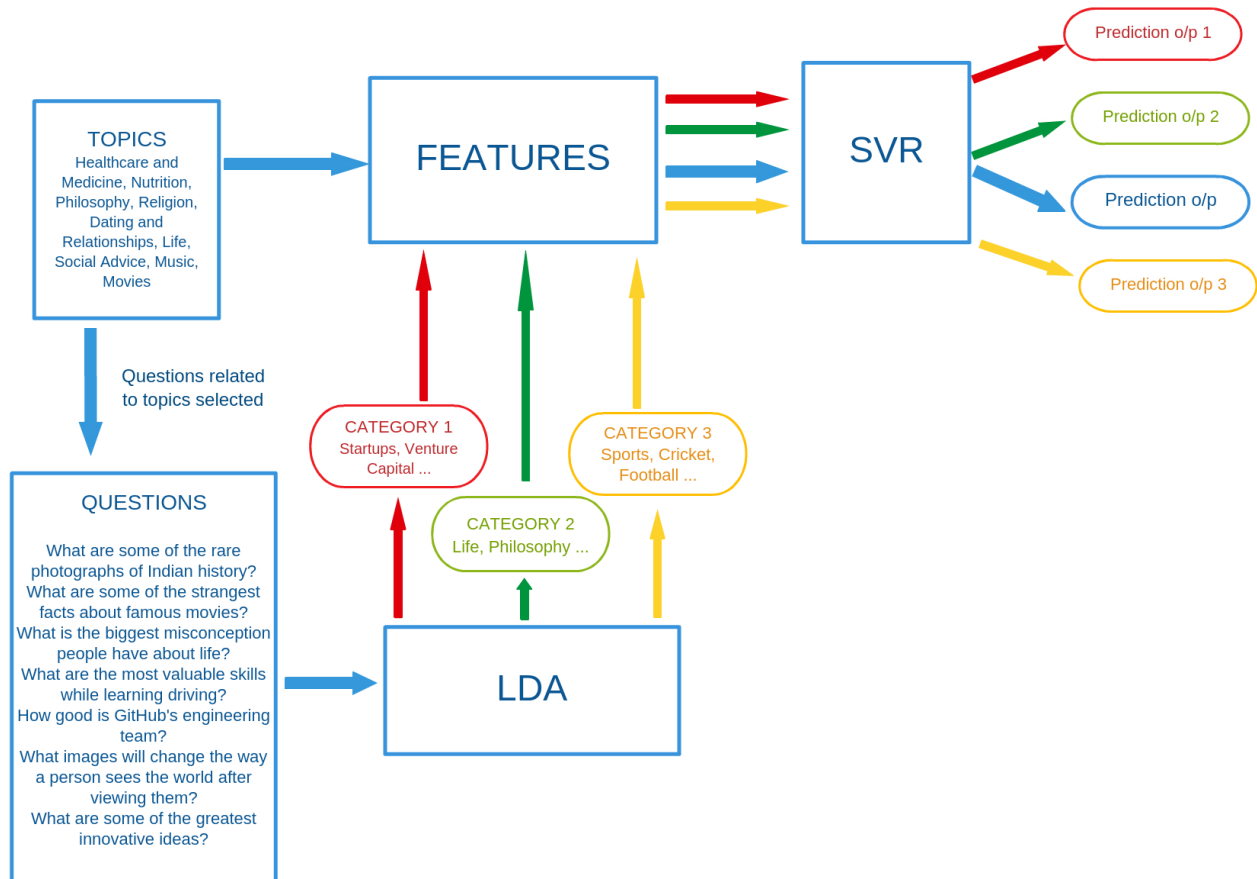 TOPICS
Healthcare and
Medicine, Nutrition,
Philosophy, Religion,
Dating and
Relationships, Life,
Social Advice, Music,
Movies
FEATURES
SVR
Prediction o/p 1
Prediction o/p 2
Prediction o/p
Prediction o/p 3
Questions related
to topics selected
CATEGORY 1
Startups, Venture
Capital ...
CATEGORY 2
Life, Philosophy ...
CATEGORY 3
Sports, Cricket,
Football ...
QUESTIONS
What are some of the rare
photographs of Indian history?
What are some of the strangest
facts about famous movies?
What is the biggest misconception
people have about life?
What are the most valuable skills
while learning driving?
How good is GitHub's engineering
team?
What images will change the way
a person sees the world after
viewing them?
What are some of the greatest
innovative ideas?
LDA